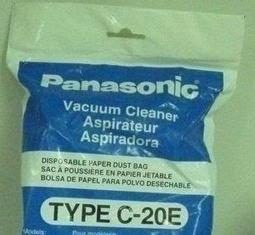 Panasonic
Vacuum Cleaner
Aspirateur
Aspiradora
DISPOSABLE PAPER DUST BAG
SAC À POUSSIÈRE EN PAPIER JETABLE
BOLSA DE PAPEL PARA POLVO DESECHABLE
TYPE C-20E